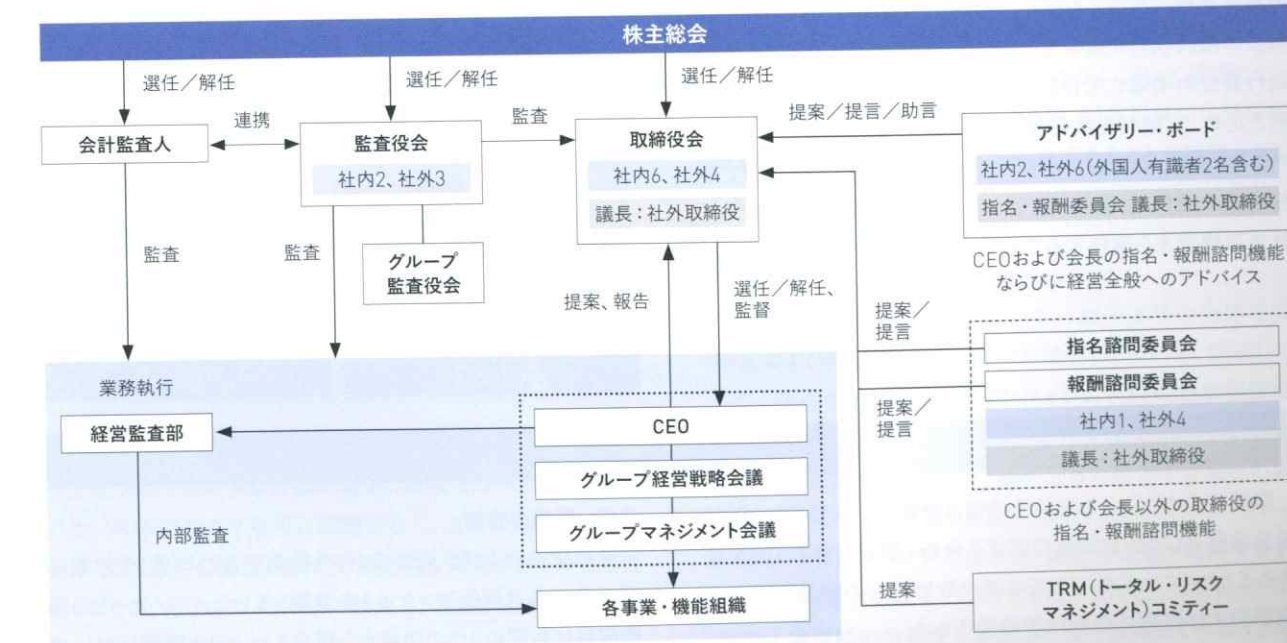 株主総会
選任／解任
選任／解任
選任／解任
会計監査人
連携
監査役会
社内2、社外3
監査
取締役会
社内6、社外4
議長：社外取締役
提案／提言／助言
アドバイザリー・ボード
社内2、社外6(外国人有識者2名含む)
指名・報酬委員会 議長：社外取締役
CEOおよび会長の指名・報酬諮問機能
ならびに経営全般へのアドバイス
監査
監査
グループ
監査役会
提案、報告
選任／解任、
監督
提案／
提言
指名諮問委員会
報酬諮問委員会
提案／
提言
社内1、社外4
議長：社外取締役
CEOおよび会長以外の取締役の
指名・報酬諮問機能
業務執行
経営監査部
CEO
グループ経営戦略会議
グループマネジメント会議
内部監査
各事業・機能組織
提案
TRM(トータル・リスク
マネジメント)コミティー